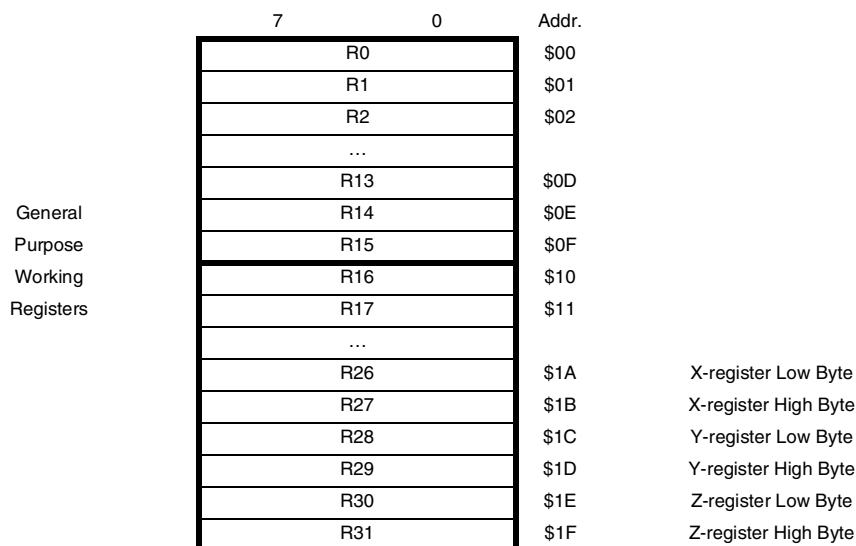 7 0 Addr.
R0 $00
R1 $01
R2 $02
…
R13 $0D
General R14 $0E
Purpose R15 $0F
Working R16 $10
Registers R17 $11
…
R26 $1A X-register Low Byte
R27 $1B X-register High Byte
R28 $1C Y-register Low Byte
R29 $1D Y-register High Byte
R30 $1E Z-register Low Byte
R31 $1F Z-register High Byte